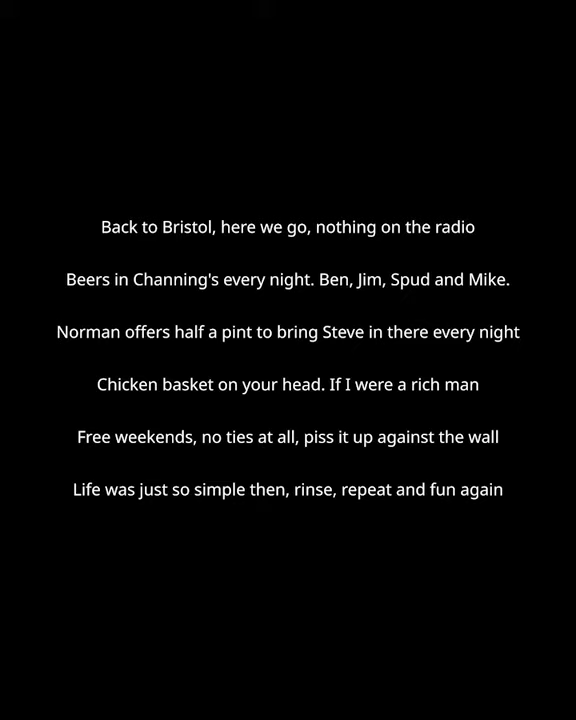 Back to Bristol, here we go, nothing on the radio
Beers in Channing's every night. Ben, Jim, Spud and Mike.
Norman offers half a pint to bring Steve in there every night
Chicken basket on your head. If I were a rich man
Free weekends, no ties at all, piss it up against the wall
Life was just so simple then, rinse, repeat and fun again